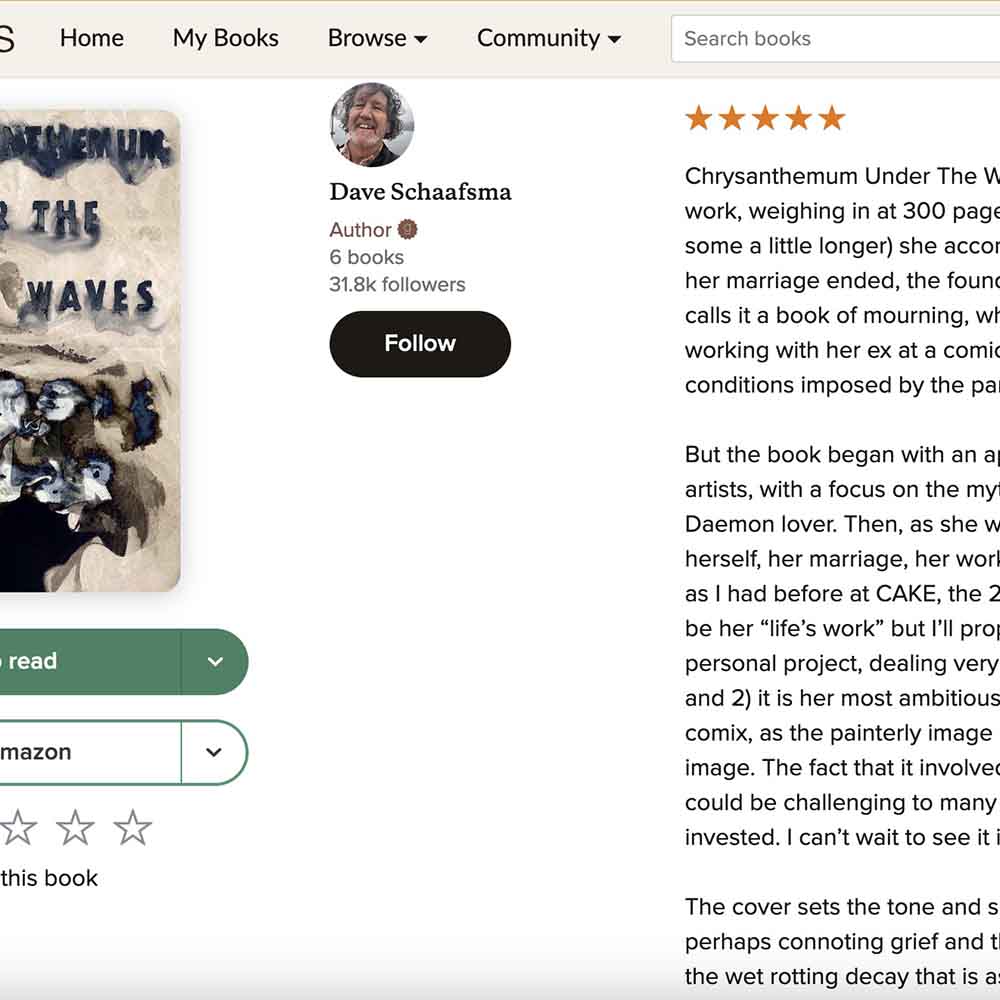 S
Home My Books Browse Community Search books
NTHEMUM
R THE
WAVES
Dave Schaafsma
Author g
6 books
31.8k followers
Follow
o read
mazon
this book
Chrysanthemum Under The W
work, weighing in at 300 page
some a little longer) she accor
her marriage ended, the found
calls it a book of mourning, wh
working with her ex at a comic
conditions imposed by the par
But the book began with an ap
artists, with a focus on the myt
Daemon lover. Then, as she w
herself, her marriage, her work
as I had before at CAKE, the 2
be her “life’s work” but I’ll prop
personal project, dealing very
and 2) it is her most ambitious
comix, as the painterly image
image. The fact that it involved
could be challenging to many
invested. I can’t wait to see it i
The cover sets the tone and s
perhaps connoting grief and th
the wet rotting decay that is as